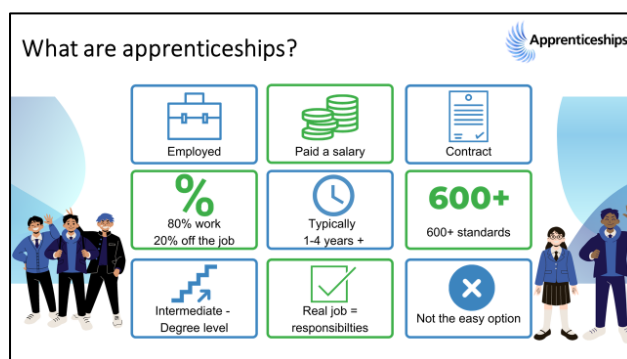 What are apprenticeships?
Apprenticeships
Employed
Paid a salary
Contract
%
80% work
20% off the job
Typically
1-4 years +
600+
600+ standards
Intermediate -
Degree level
Real job =
responsibilties
Not the easy option